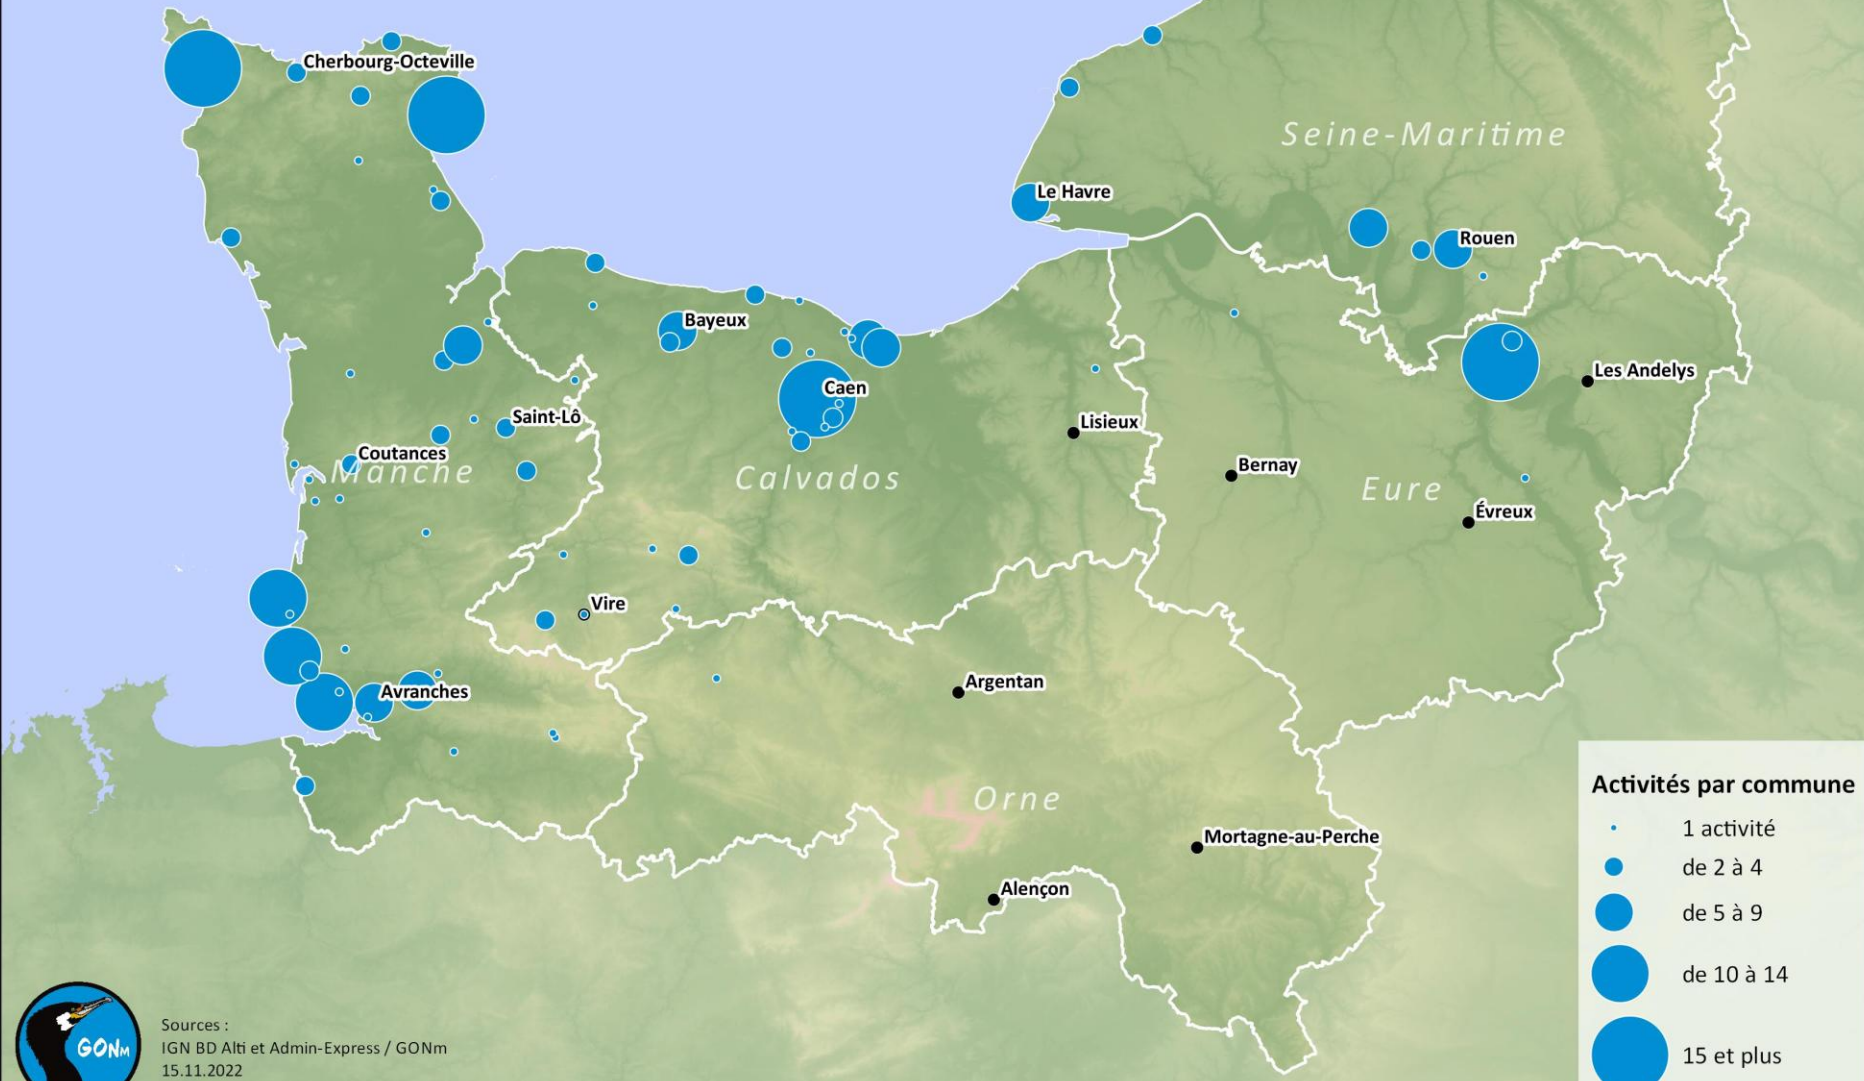 Cherbourg-Octeville
Seine-Maritime
Le Havre
Rouen
Bayeux
Les Andelys
Caen
Saint-Lô
Lisieux
Coutances
Manche
Bernay
Calvados
Eure
Évreux
Vire
Argentan
Avranches
Orne
Mortagne-au-Perche
Alençon
Activités par commune
1 activité
de 2 à 4
de 5 à 9
de 10 à 14
15 et plus
GONm
Sources :
IGN BD Alti et Admin-Express / GONm
15.11.2022